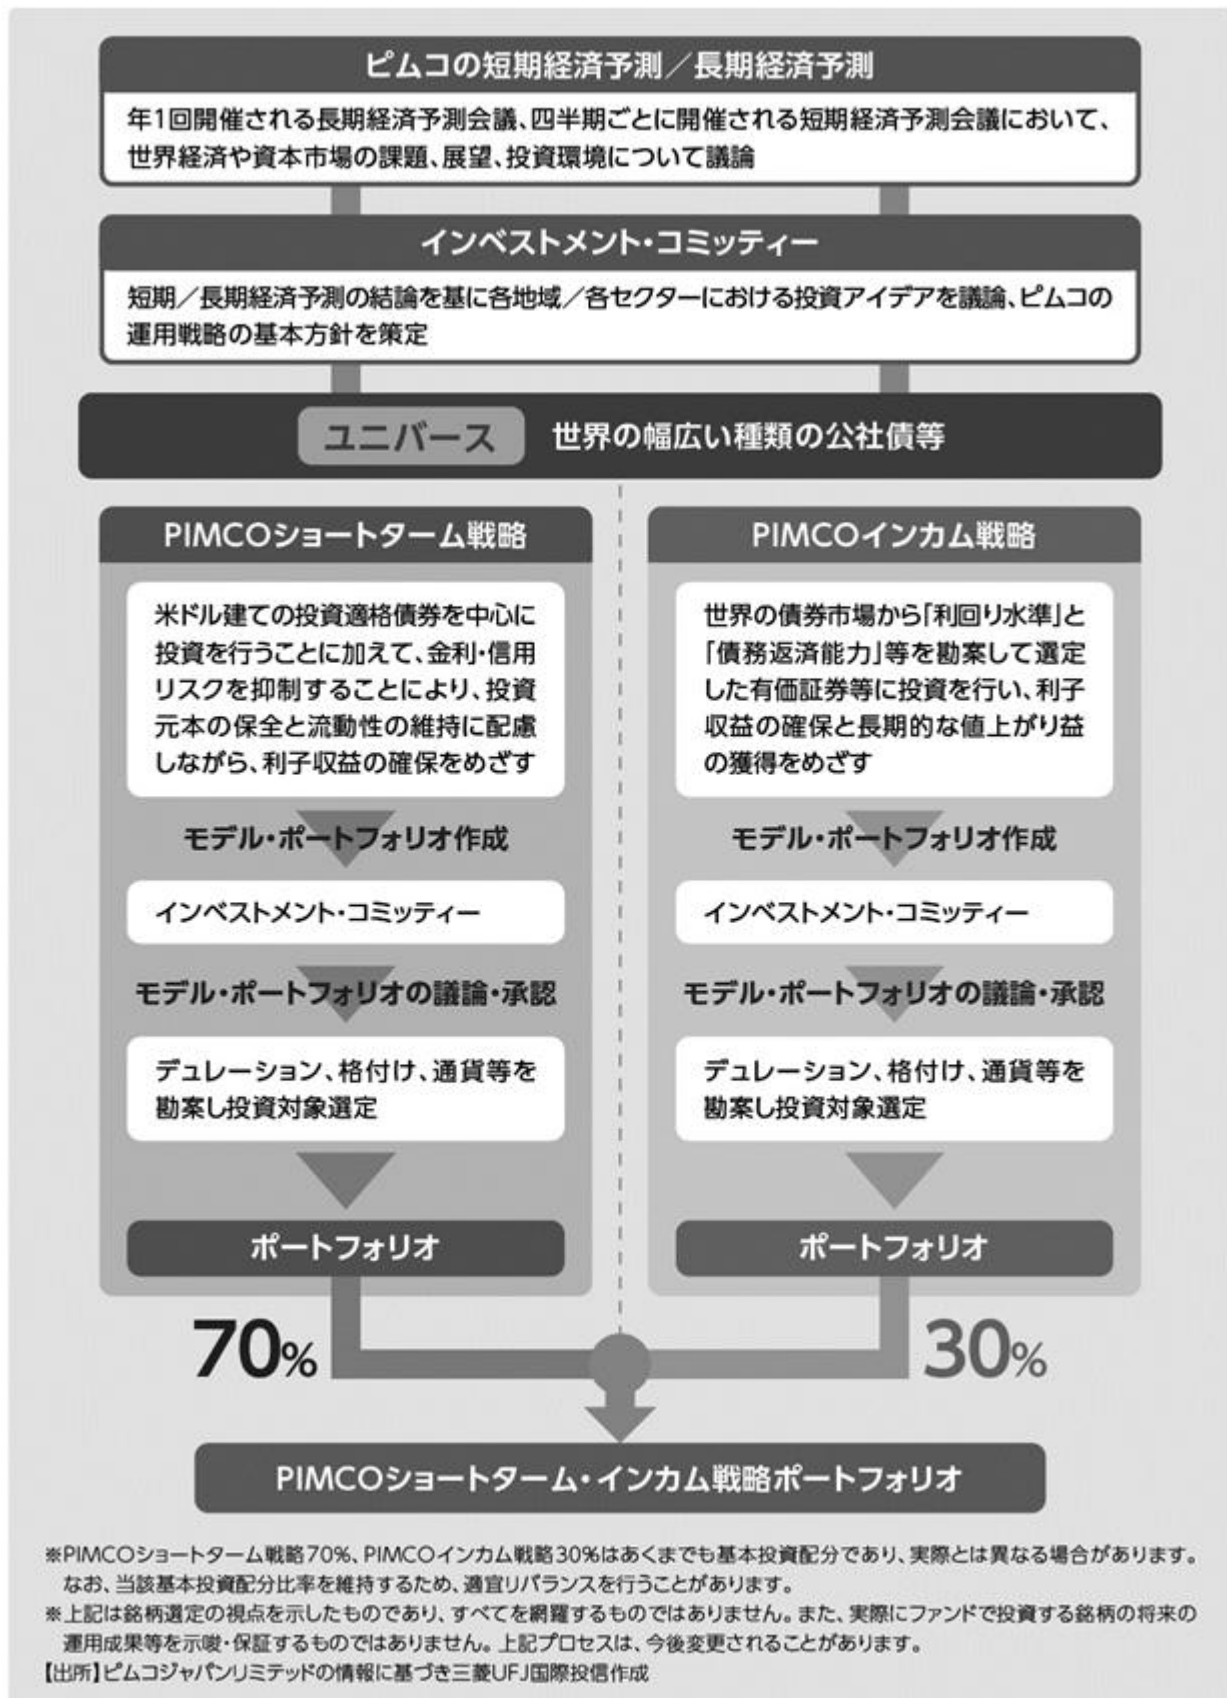 ピムコの短期経済予測／長期経済予測
年1回開催される長期経済予測会議、四半期ごとに開催される短期経済予測会議において、
世界経済や資本市場の課題、展望、投資環境について議論
インベストメント・コミッティー
短期／長期経済予測の結論を基に各地域／各セクターにおける投資アイデアを議論、ピムコの
運用戦略の基本方針を策定
ユニバース 世界の幅広い種類の公社債等
PIMCOショートターム戦略
米ドル建ての投資適格債券を中心に
投資を行うことに加えて、金利・信用
リスクを抑制することにより、投資
元本の保全と流動性の維持に配慮
しながら、利子収益の確保をめざす
モデル・ポートフォリオ作成
インベストメント・コミッティー
モデル・ポートフォリオの議論・承認
デュレーション、格付け、通貨等を
勘案し投資対象選定
ポートフォリオ
70%
PIMCOインカム戦略
世界の債券市場から「利回り水準」と
「債務返済能力」等を勘案して選定
した有価証券等に投資を行い、利子
収益の確保と長期的な値上がり益
の獲得をめざす
モデル・ポートフォリオ作成
インベストメント・コミッティー
モデル・ポートフォリオの議論・承認
デュレーション、格付け、通貨等を
勘案し投資対象選定
ポートフォリオ
30%
PIMCOショートターム・インカム戦略ポートフォリオ
※PIMCOショートターム戦略70%、PIMCOインカム戦略30%はあくまでも基本投資配分であり、実際とは異なる場合があります。
なお、当該基本投資配分比率を維持するため、適宜リバランスを行うことがあります。
※上記は銘柄選定の視点を示したものであり、すべてを網羅するものではありません。また、実際にファンドで投資する銘柄の将来の
運用成果等を示唆・保証するものではありません。上記プロセスは、今後変更されることがあります。
【出所】ピムコジャパンリミテッドの情報に基づき三菱UFJ国際投信作成